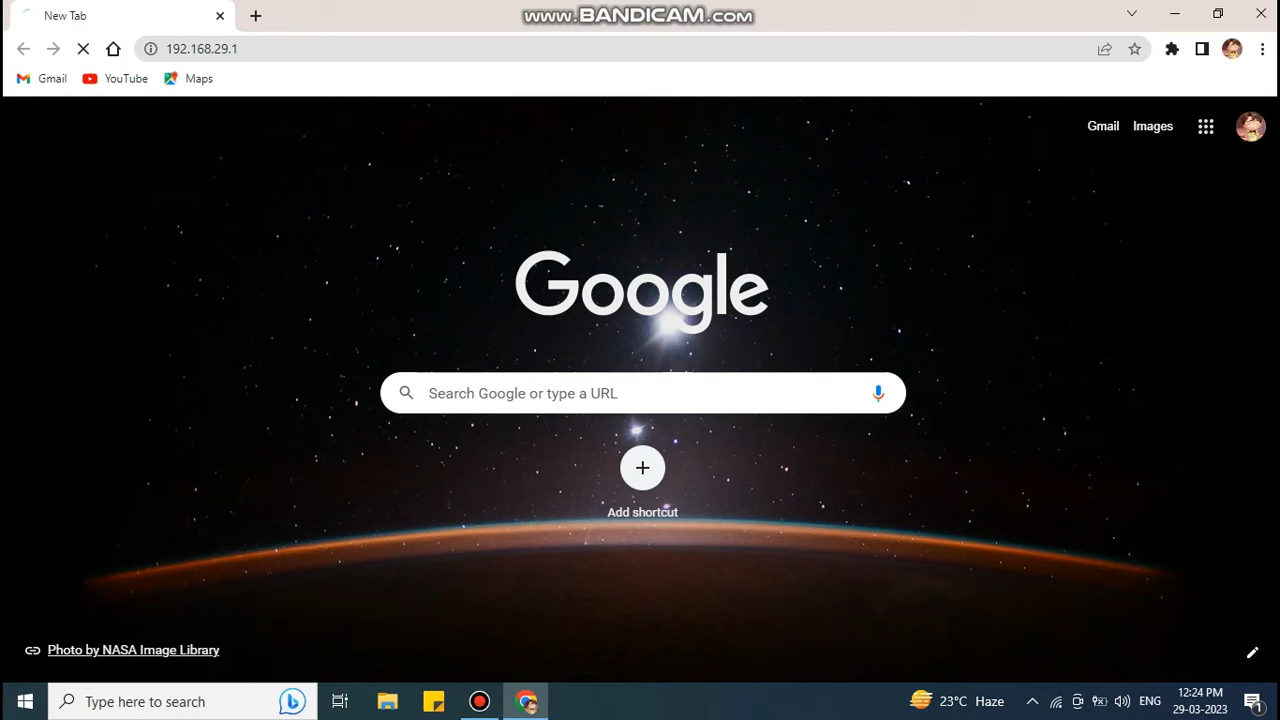 New Tab
www.BANDICAM.com
192.168.29.1
Gmail
YouTube
Maps
Gmail
Images
Google
Search Google or type a URL
Add shortcut
Photo by NASA Image Library
Type here to search
23°C Haze
ENG
12:24 PM
29-03-2023
1